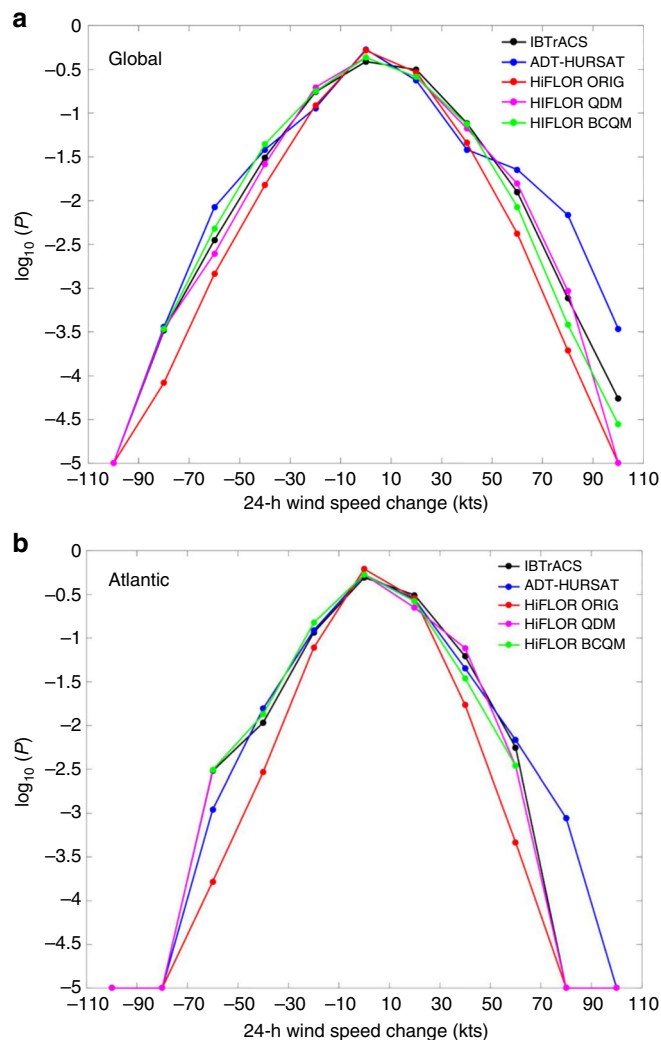 a
Global
IBTrACS
ADT-HURSAT
HiFLOR ORIG
HIFLOR QDM
HIFLOR BCQM
0
–0.5
–1
–1.5
–2
–2.5
–3
–3.5
–4
–4.5
–5
log10 (P)
–110 –90 –70 –50 –30 –10 10 30 50 70 90 110
24-h wind speed change (kts)
b
Atlantic
IBTrACS
ADT-HURSAT
HiFLOR ORIG
HiFLOR QDM
HiFLOR BCQM
0
–0.5
–1
–1.5
–2
–2.5
–3
–3.5
–4
–4.5
–5
log10 (P)
–110 –90 –70 –50 –30 –10 10 30 50 70 90 110
24-h wind speed change (kts)